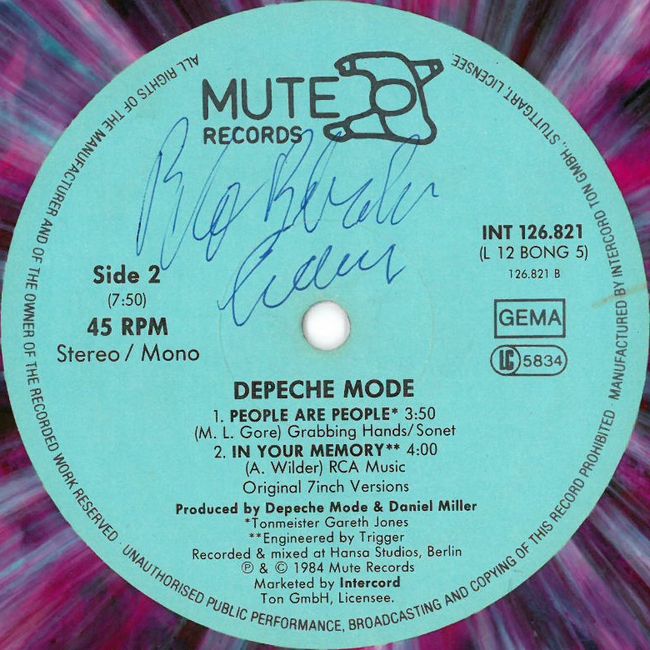 MUTE
RECORDS
Side 2
(7:50)
45 RPM
Stereo / Mono
INT 126.821
(L 12 BONG 5)
126.821 B
GEMA
LC 5834
DEPECHE MODE
1. PEOPLE ARE PEOPLE* 3:50
(M. L. Gore) Grabbing Hands/Sonet
2. IN YOUR MEMORY** 4:00
(A. Wilder) RCA Music
Original 7inch Versions
Produced by Depeche Mode & Daniel Miller
*Tonmeister Gareth Jones
**Engineered by Trigger
Recorded & mixed at Hansa Studios, Berlin
Ⓟ & © 1984 Mute Records
Marketed by Intercord
Ton GmbH, Licensee.
ALL RIGHTS OF THE MANUFACTURER AND OF THE OWNER OF THE RECORDED WORK RESERVED · UNAUTHORISED PUBLIC PERFORMANCE, BROADCASTING AND COPYING OF THIS RECORD PROHIBITED · MANUFACTURED BY INTERCORD TON GMBH, STUTTGART, LICENSEE.